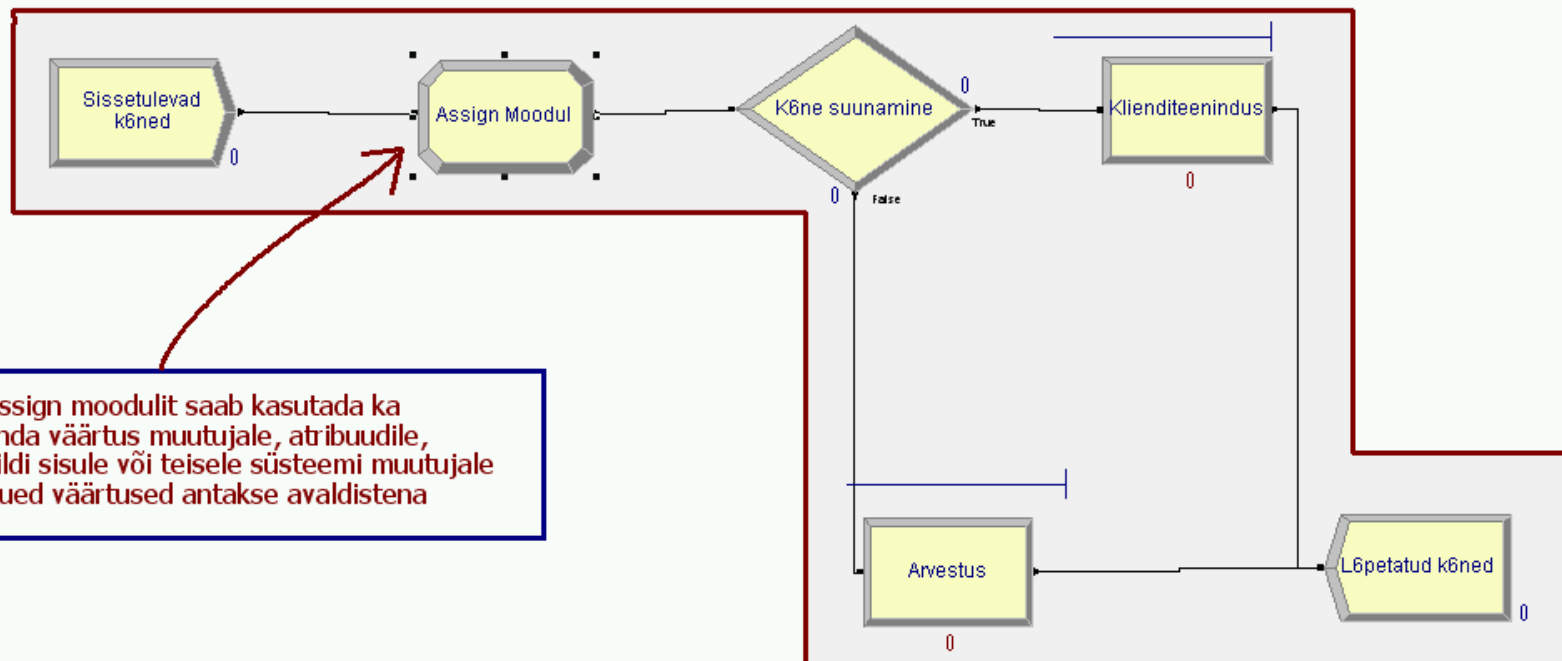 Sissetulevad
k6ned
0
Assign Moodul
K6ne suunamine
0
True
0
False
Klienditeenindus
0
ssign moodulit saab kasutada ka
nda väärtus muutujale, atribuudile,
ildi sisule või teisele süsteemi muutujale
ued väärtused antakse avaldistena
Arvestus
0
L6petatud k6ned
0